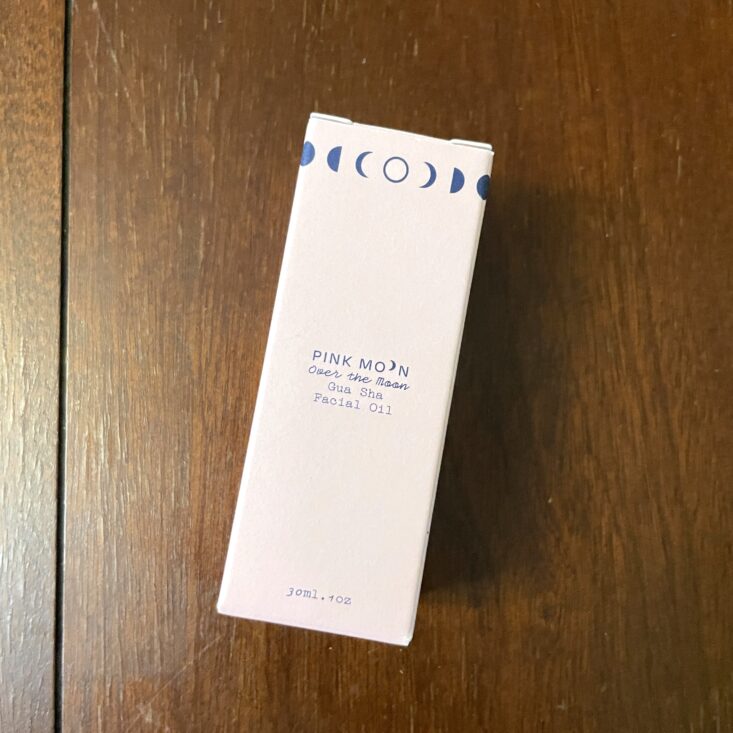 PINK MOON
Over the Moon
Gua Sha
Facial Oil
30ml.1oz